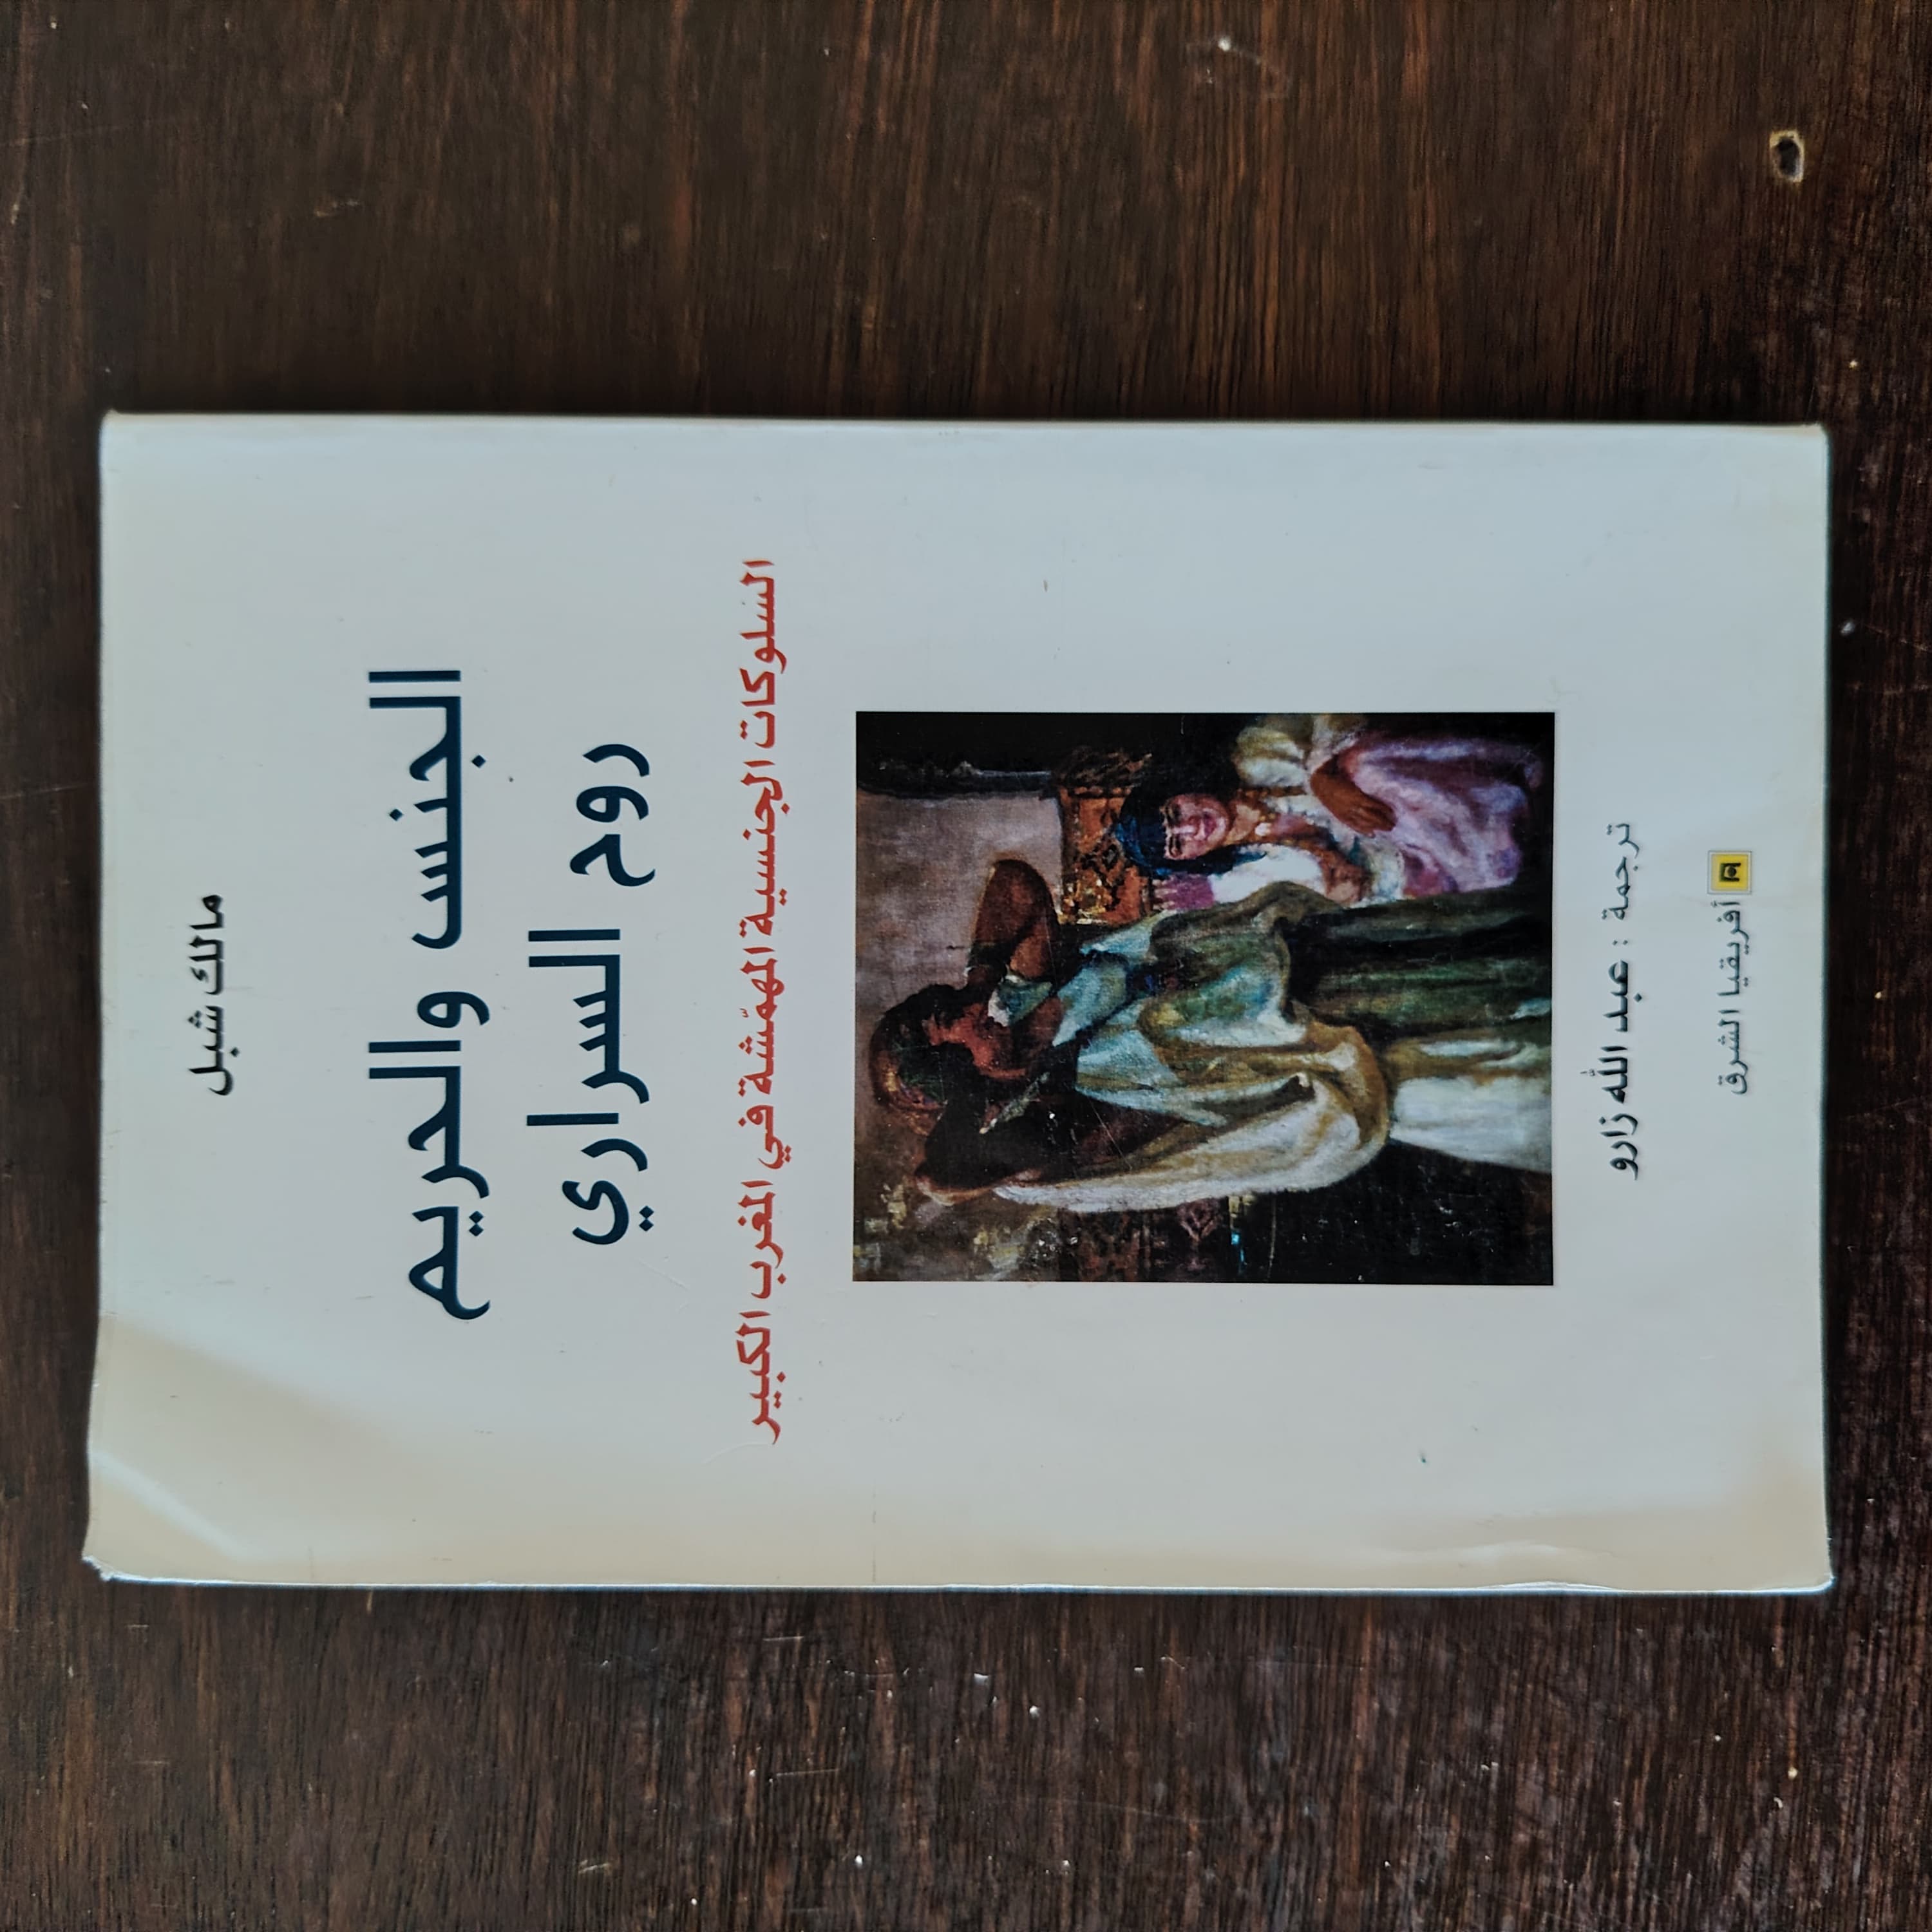 مالك شبل
الجنس والحريم
روح السراري
السلوكات الجنسية المهمّشة في المغرب الكبير
ترجمة : عبد الله زارو
أفريقيا الشرق